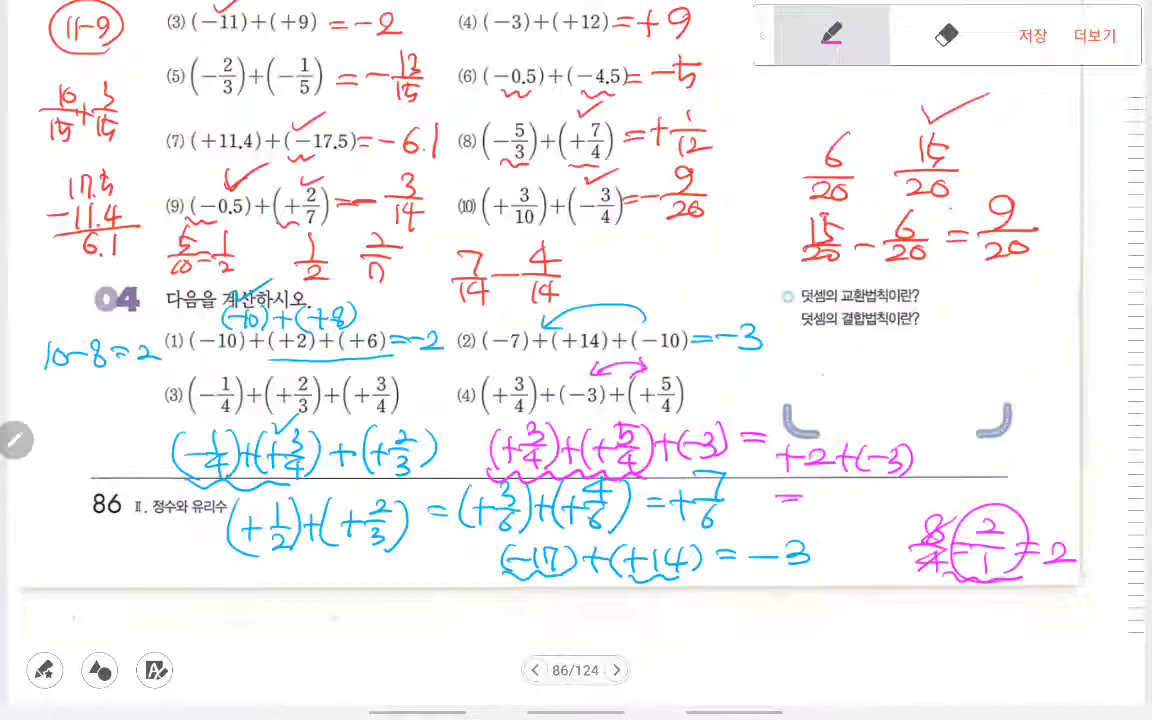 11-9
(3) (-11)+(+9) = -2
(4) (-3)+(+12) = +9
저장 더보기
(5) (-2/3)+(-1/5) = -13/15
(6) (-0.5)+(-4.5) = -5
10/15+3/15
(7) (+11.4)+(-17.5) = -6.1
(8) (-5/3)+(+7/4) = +1/12
6/20 15/20
17.5
-11.4
6.1
(9) (-0.5)+(+2/7) = -3/14
(10) (+3/10)+(-3/4) = -9/20
15/20 - 6/20 = 9/20
5/10=1/2 1/2 2/7
7/14 - 4/14
04 다음을 계산하시오.
덧셈의 교환법칙이란?
덧셈의 결합법칙이란?
(-10)+(+8)
10-8=2
(1) (-10)+(+2)+(+6) = -2
(2) (-7)+(+14)+(-10) = -3
(3) (-1/4)+(+2/3)+(+3/4)
(4) (+3/4)+(-3)+(+5/4)
(-1/4)+(+3/4)+(+2/3)
(+3/4)+(+5/4)+(-3) =
+2+(-3)
=
86 Ⅱ. 정수와 유리수
(+1/2)+(+2/3) = (+3/6)+(+4/6) = +7/6
(-17)+(+14) = -3
8/4 = 2/1 = 2
86/124